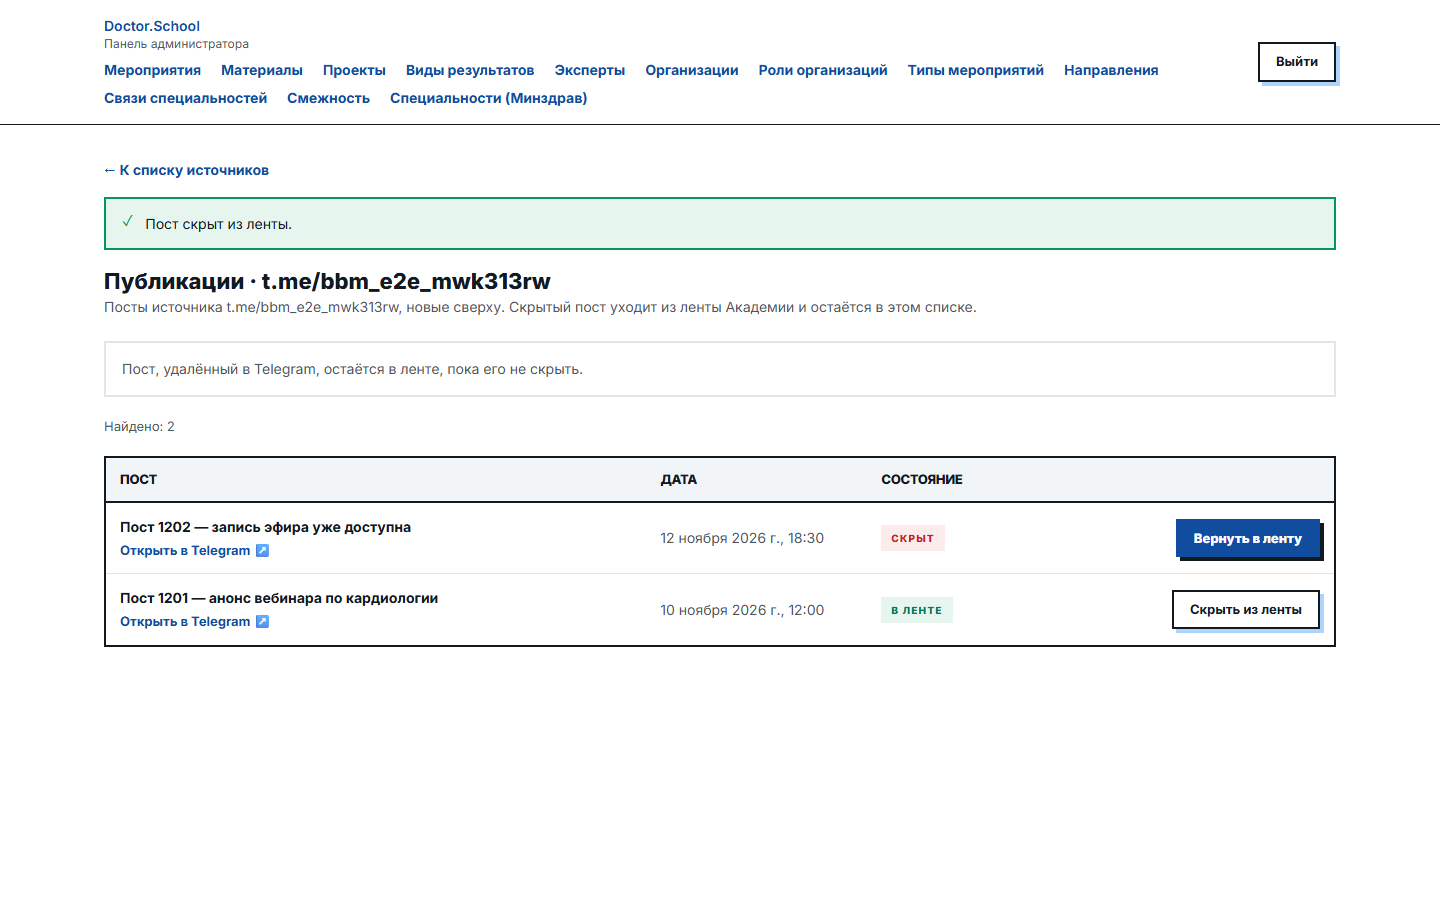 Doctor.School
Панель администратора
Мероприятия Материалы Проекты Виды результатов Эксперты Организации Роли организаций Типы мероприятий Направления
Связи специальностей Смежность Специальности (Минздрав)
Выйти
← К списку источников
✓ Пост скрыт из ленты.
Публикации · t.me/bbm_e2e_mwk313rw
Посты источника t.me/bbm_e2e_mwk313rw, новые сверху. Скрытый пост уходит из ленты Академии и остаётся в этом списке.
Пост, удалённый в Telegram, остаётся в ленте, пока его не скрыть.
Найдено: 2
ПОСТ ДАТА СОСТОЯНИЕ
Пост 1202 — запись эфира уже доступна
Открыть в Telegram ↗
12 ноября 2026 г., 18:30
СКРЫТ
Вернуть в ленту
Пост 1201 — анонс вебинара по кардиологии
Открыть в Telegram ↗
10 ноября 2026 г., 12:00
В ЛЕНТЕ
Скрыть из ленты